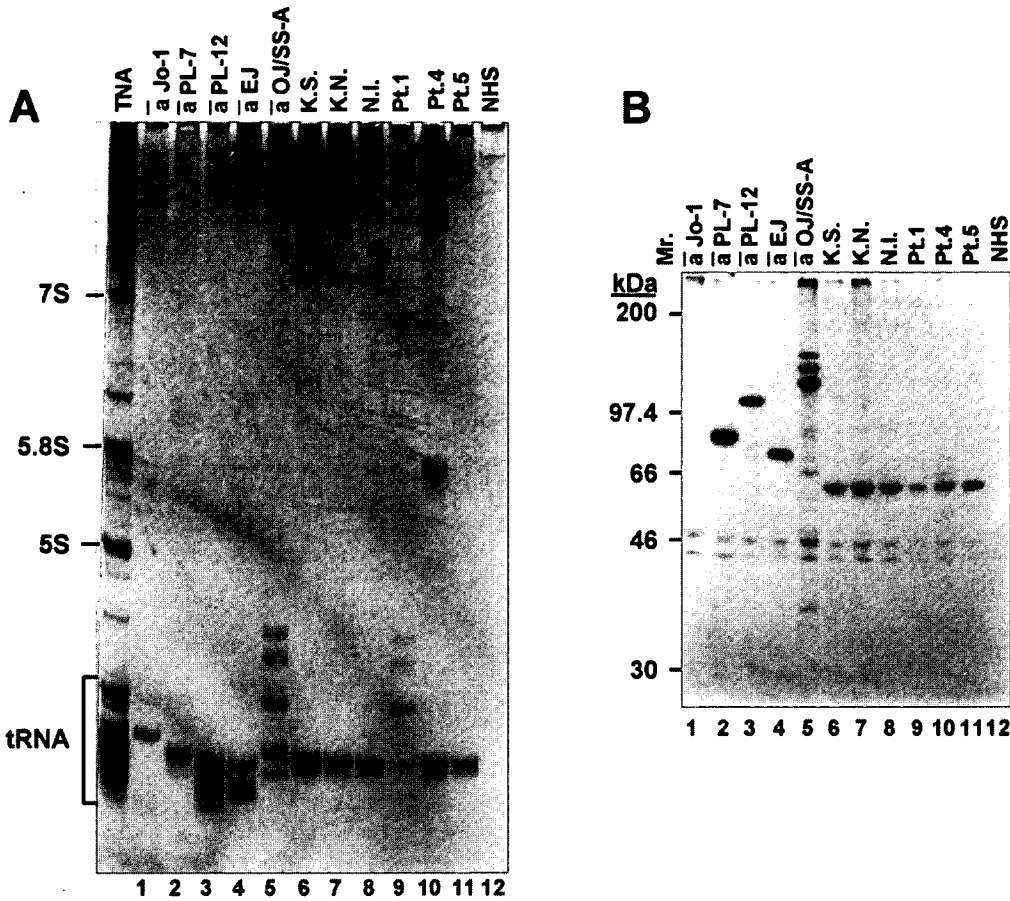 A
TNA
a Jo-1
a PL-7
a PL-12
a EJ
a OJ/SS-A
K.S.
K.N.
N.I.
Pt.1
Pt.4
Pt.5
NHS
7S
5.8S
5S
tRNA
1 2 3 4 5 6 7 8 9 10 11 12
B
Mr.
a Jo-1
a PL-7
a PL-12
a EJ
a OJ/SS-A
K.S.
K.N.
N.I.
Pt.1
Pt.4
Pt.5
NHS
kDa
200
97.4
66
46
30
1 2 3 4 5 6 7 8 9 10 11 12